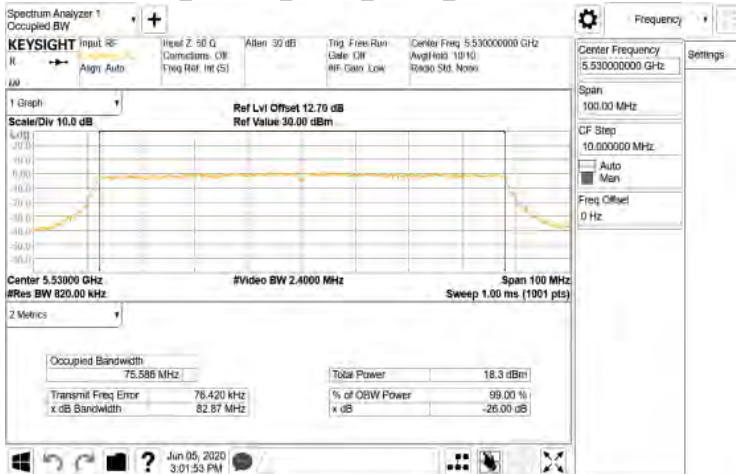 Spectrum Analyzer 1
Occupied BW
+
Frequency
KEYSIGHT Input: RF
Input Z: 50 Ω
Atten: 30 dB
Trig: Free Run
Center Freq: 5.530000000 GHz
Corrections: Off
Gate: Off
Avg|Hold: 10/10
R
Align: Auto
Freq Ref: Int (S)
#IF Gain: Low
Radio Std: None
Center Frequency
5.530000000 GHz
Settings
Span
100.00 MHz
CF Step
10.000000 MHz
Auto
Man
Freq Offset
0 Hz
1 Graph
Scale/Div 10.0 dB
Ref Lvl Offset 12.70 dB
Ref Value 30.00 dBm
Center 5.53000 GHz
#Video BW 2.4000 MHz
Span 100 MHz
#Res BW 820.00 kHz
Sweep 1.00 ms (1001 pts)
2 Metrics
Occupied Bandwidth
75.586 MHz
Total Power 18.3 dBm
Transmit Freq Error 76.420 kHz
% of OBW Power 99.00 %
x dB Bandwidth 82.87 MHz
x dB -26.00 dB
?
Jun 05, 2020
3:01:53 PM